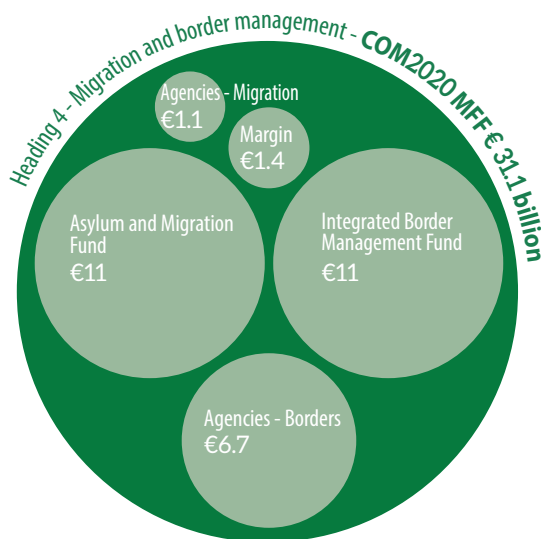 Heading 4 - Migration and border management - COM2020 MFF € 31.1 billion
Agencies - Migration
€1.1
Margin
€1.4
Asylum and Migration
Fund
€11
Integrated Border
Management Fund
€11
Agencies - Borders
€6.7